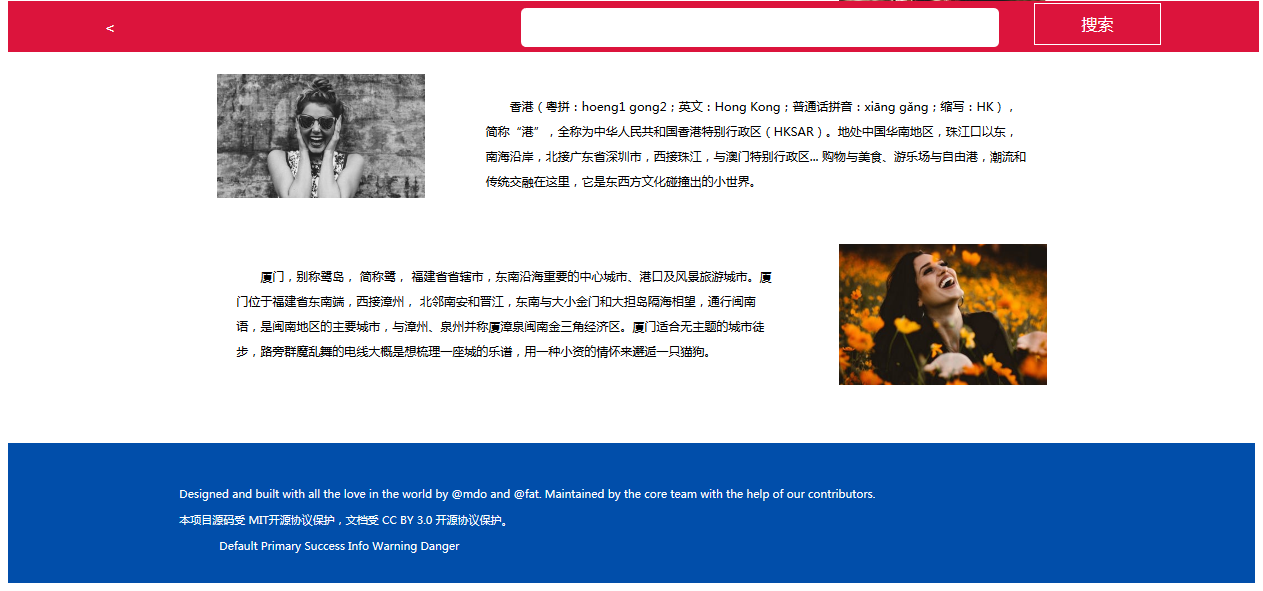 <
搜索
香港（粤拼：hoeng1 gong2；英文：Hong Kong；普通话拼音：xiāng gǎng；缩写：HK），
简称“港”，全称为中华人民共和国香港特别行政区（HKSAR）。地处中国华南地区，珠江口以东，
南海沿岸，北接广东省深圳市，西接珠江，与澳门特别行政区... 购物与美食、游乐场与自由港，潮流和
传统交融在这里，它是东西方文化碰撞出的小世界。
厦门，别称鹭岛， 简称鹭， 福建省省辖市，东南沿海重要的中心城市、港口及风景旅游城市。厦
门位于福建省东南端，西接漳州， 北邻南安和晋江，东南与大小金门和大担岛隔海相望，通行闽南
语，是闽南地区的主要城市，与漳州、泉州并称厦漳泉闽南金三角经济区。厦门适合无主题的城市徒
步，路旁群魔乱舞的电线大概是想梳理一座城的乐谱，用一种小资的情怀来邂逅一只猫狗。
Designed and built with all the love in the world by @mdo and @fat. Maintained by the core team with the help of our contributors.
本项目源码受 MIT开源协议保护，文档受 CC BY 3.0 开源协议保护。
Default Primary Success Info Warning Danger